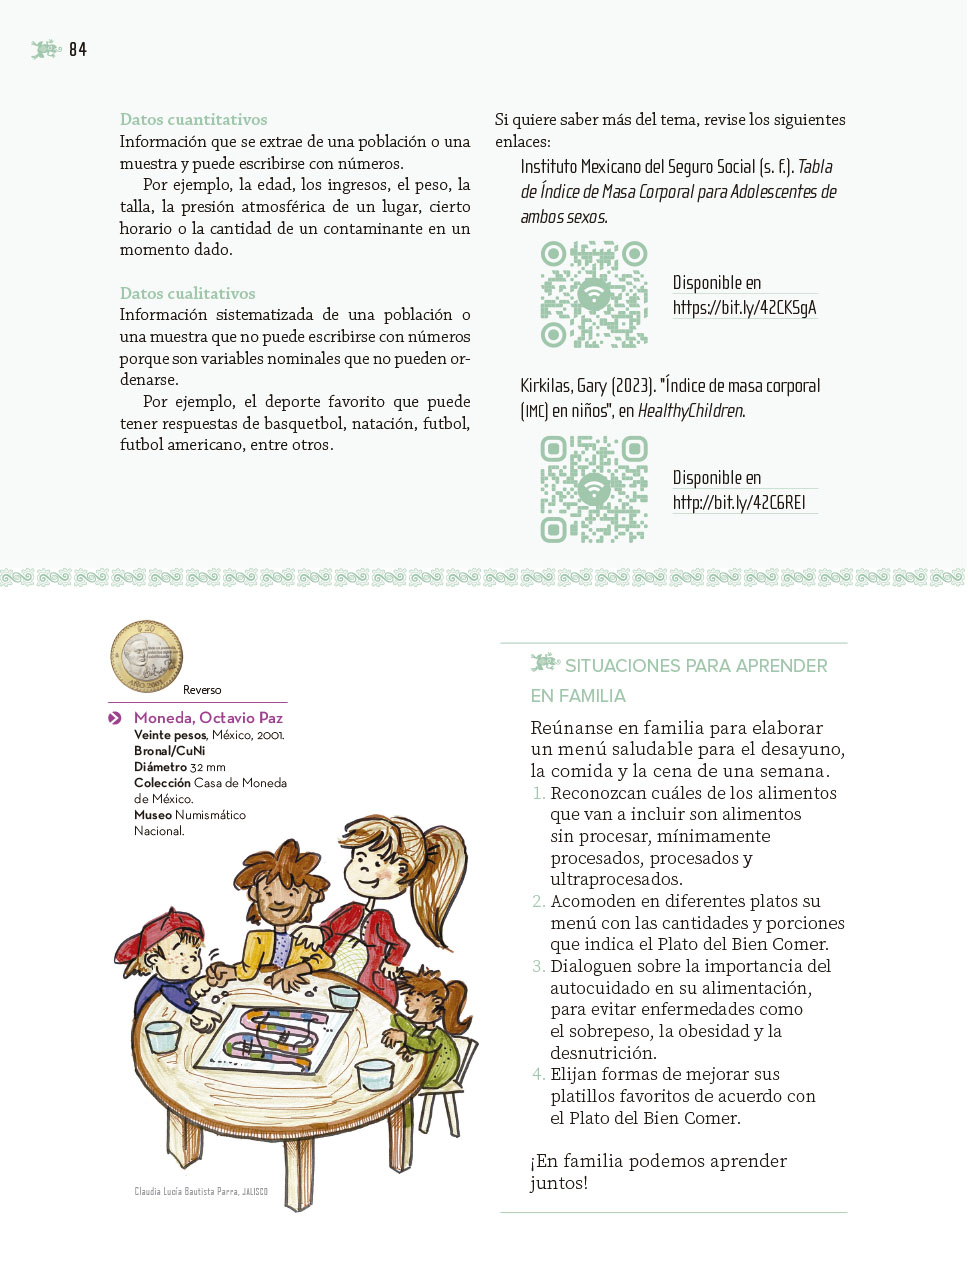 84
Datos cuantitativos
Información que se extrae de una población o una
muestra y puede escribirse con números.
Por ejemplo, la edad, los ingresos, el peso, la
talla, la presión atmosférica de un lugar, cierto
horario o la cantidad de un contaminante en un
momento dado.
Datos cualitativos
Información sistematizada de una población o
una muestra que no puede escribirse con números
porque son variables nominales que no pueden or-
denarse.
Por ejemplo, el deporte favorito que puede
tener respuestas de basquetbol, natación, futbol,
futbol americano, entre otros.
Si quiere saber más del tema, revise los siguientes
enlaces:
Instituto Mexicano del Seguro Social (s. f.). Tabla
de Índice de Masa Corporal para Adolescentes de
ambos sexos.
Disponible en
https://bit.ly/42CK5gA
Kirkilas, Gary (2023). "Índice de masa corporal
(IMC) en niños", en HealthyChildren.
Disponible en
http://bit.ly/42C6REI
$ 20
AÑO 2001
Reverso
Moneda, Octavio Paz
Veinte pesos, México, 2001.
Bronal/CuNi
Diámetro 32 mm
Colección Casa de Moneda
de México.
Museo Numismático
Nacional.
Claudia Lucía Bautista Parra, JALISCO
SITUACIONES PARA APRENDER
EN FAMILIA
Reúnanse en familia para elaborar
un menú saludable para el desayuno,
la comida y la cena de una semana.
1. Reconozcan cuáles de los alimentos
que van a incluir son alimentos
sin procesar, mínimamente
procesados, procesados y
ultraprocesados.
2. Acomoden en diferentes platos su
menú con las cantidades y porciones
que indica el Plato del Bien Comer.
3. Dialoguen sobre la importancia del
autocuidado en su alimentación,
para evitar enfermedades como
el sobrepeso, la obesidad y la
desnutrición.
4. Elijan formas de mejorar sus
platillos favoritos de acuerdo con
el Plato del Bien Comer.
¡En familia podemos aprender
juntos!